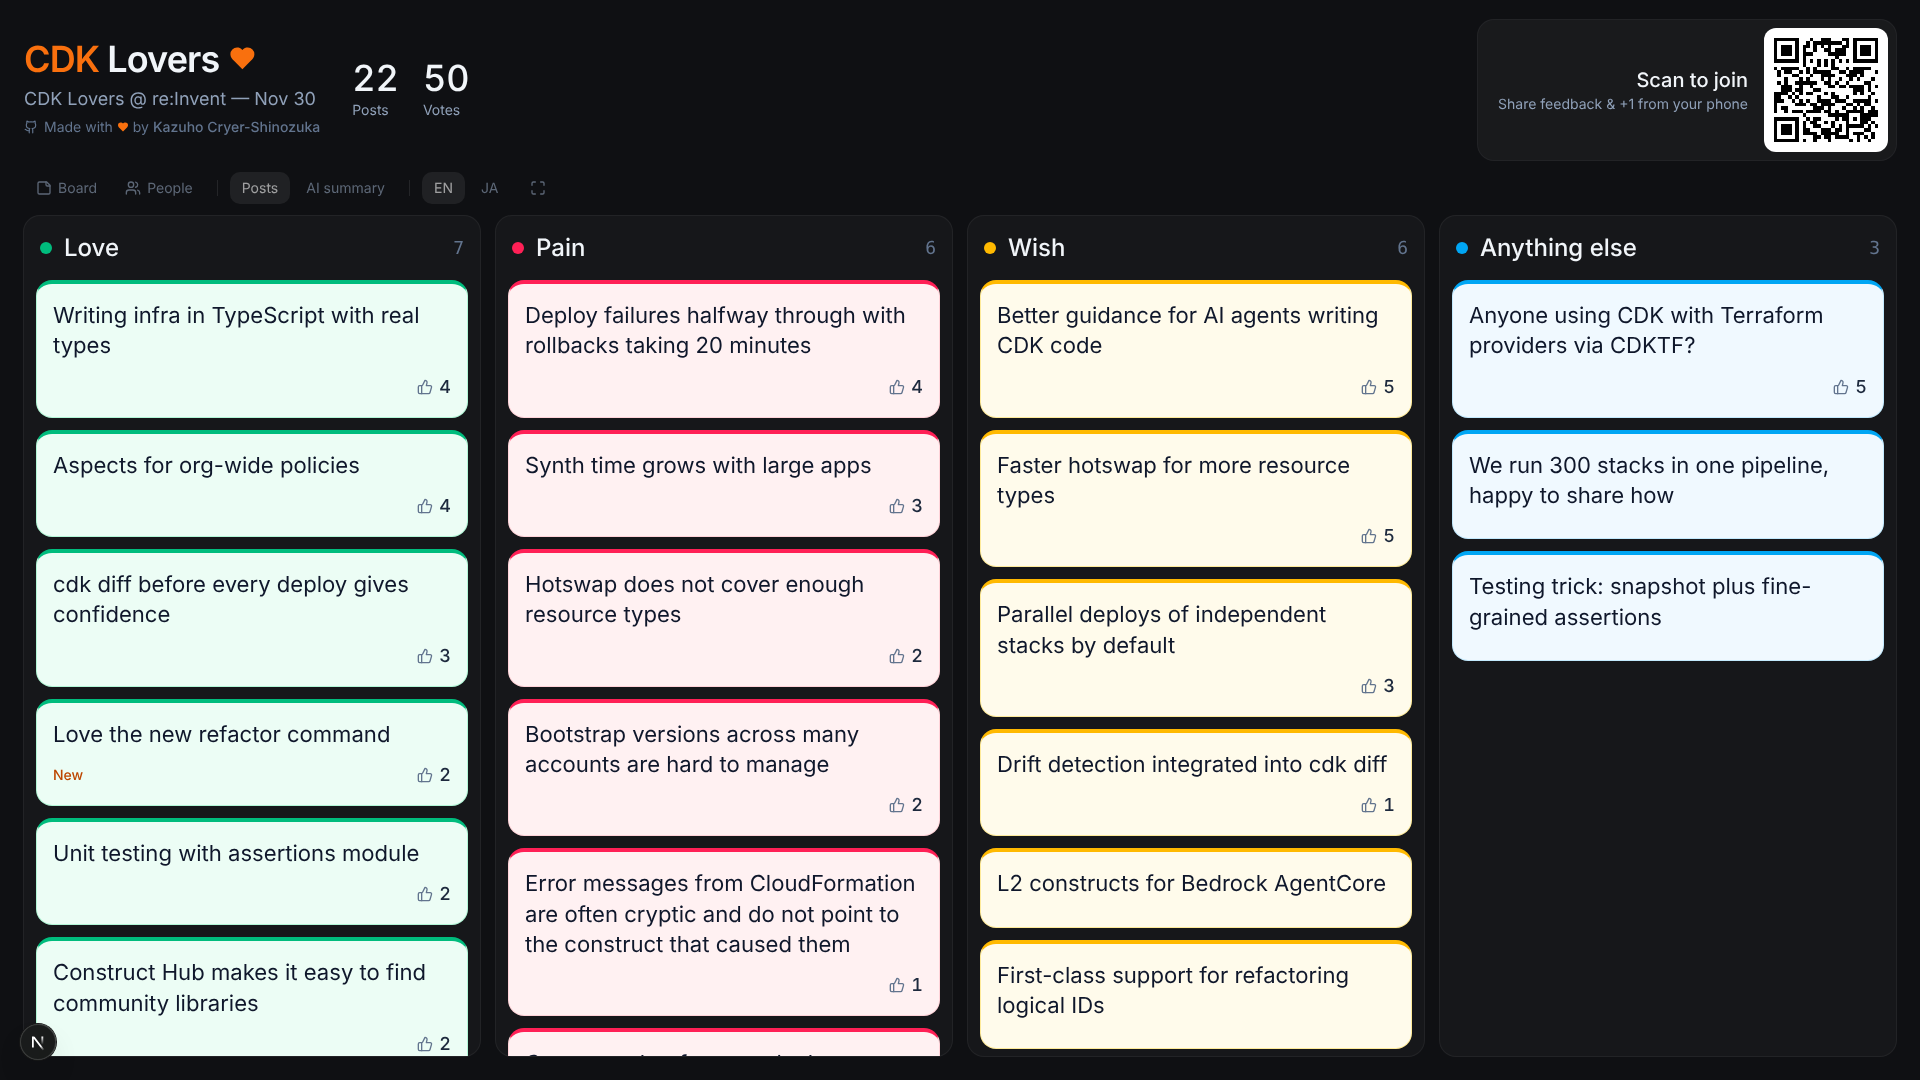 CDK Lovers
CDK Lovers @ re:Invent — Nov 30
Made with by Kazuho Cryer-Shinozuka
22
Posts
50
Votes
Scan to join
Share feedback & +1 from your phone
Board
People
Posts
AI summary
EN
JA
Love
7
Writing infra in TypeScript with real
types
4
Aspects for org-wide policies
4
cdk diff before every deploy gives
confidence
3
Love the new refactor command
New
2
Unit testing with assertions module
2
Construct Hub makes it easy to find
community libraries
2
N
Pain
6
Deploy failures halfway through with
rollbacks taking 20 minutes
4
Synth time grows with large apps
3
Hotswap does not cover enough
resource types
2
Bootstrap versions across many
accounts are hard to manage
2
Error messages from CloudFormation
are often cryptic and do not point to
the construct that caused them
1
Wish
6
Better guidance for AI agents writing
CDK code
5
Faster hotswap for more resource
types
5
Parallel deploys of independent
stacks by default
3
Drift detection integrated into cdk diff
1
L2 constructs for Bedrock AgentCore
First-class support for refactoring
logical IDs
Anything else
3
Anyone using CDK with Terraform
providers via CDKTF?
5
We run 300 stacks in one pipeline,
happy to share how
Testing trick: snapshot plus fine-
grained assertions